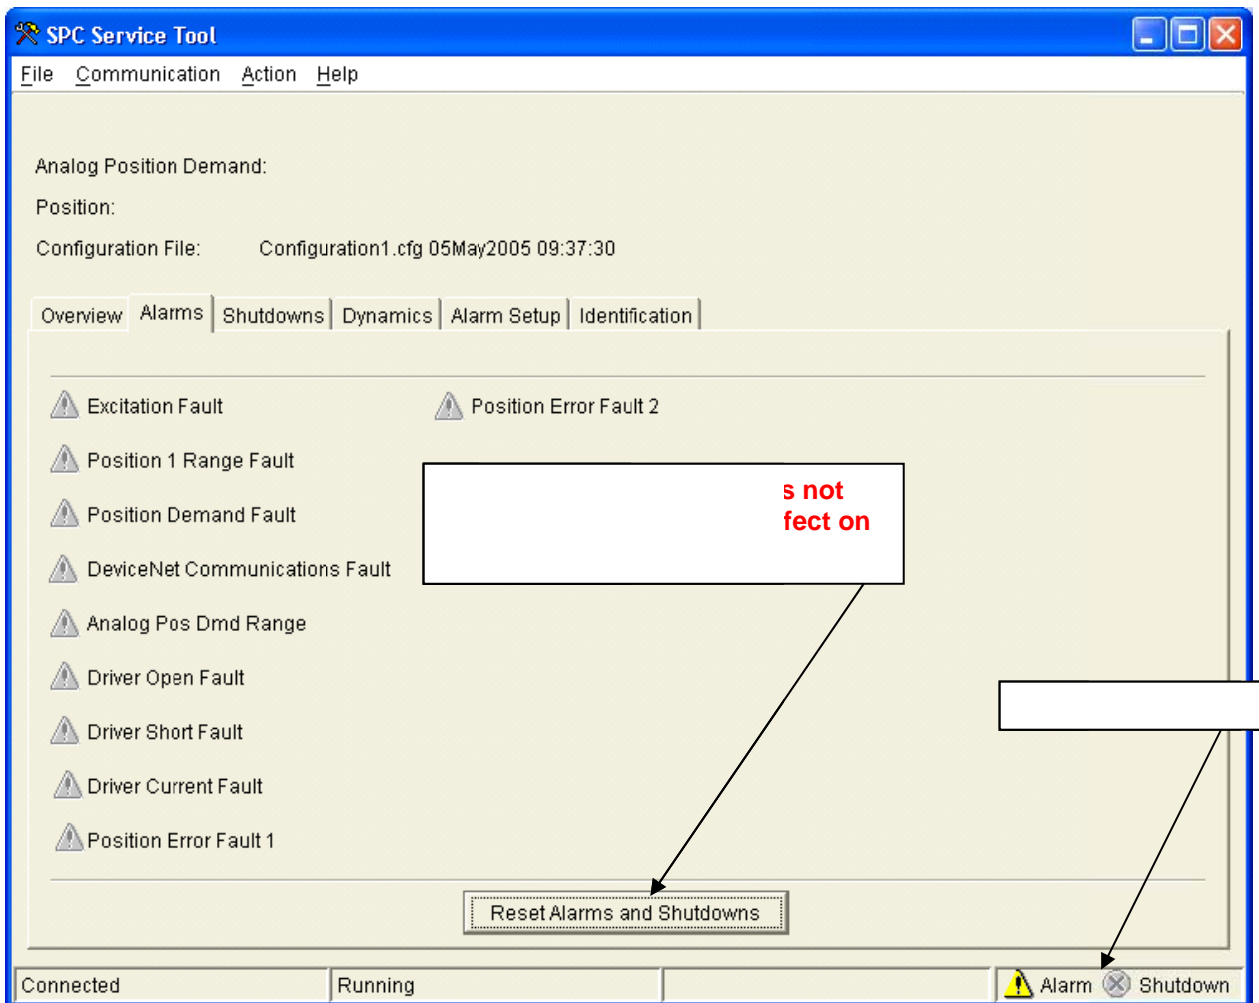 SPC Service Tool
File Communication Action Help
Analog Position Demand:
Position:
Configuration File: Configuration1.cfg 05May2005 09:37:30
Overview Alarms Shutdowns Dynamics Alarm Setup Identification
Excitation Fault Position Error Fault 2
Position 1 Range Fault
s not
Position Demand Fault
fect on
DeviceNet Communications Fault
Analog Pos Dmd Range
Driver Open Fault
Driver Short Fault
Driver Current Fault
Position Error Fault 1
Reset Alarms and Shutdowns
Connected Running Alarm Shutdown